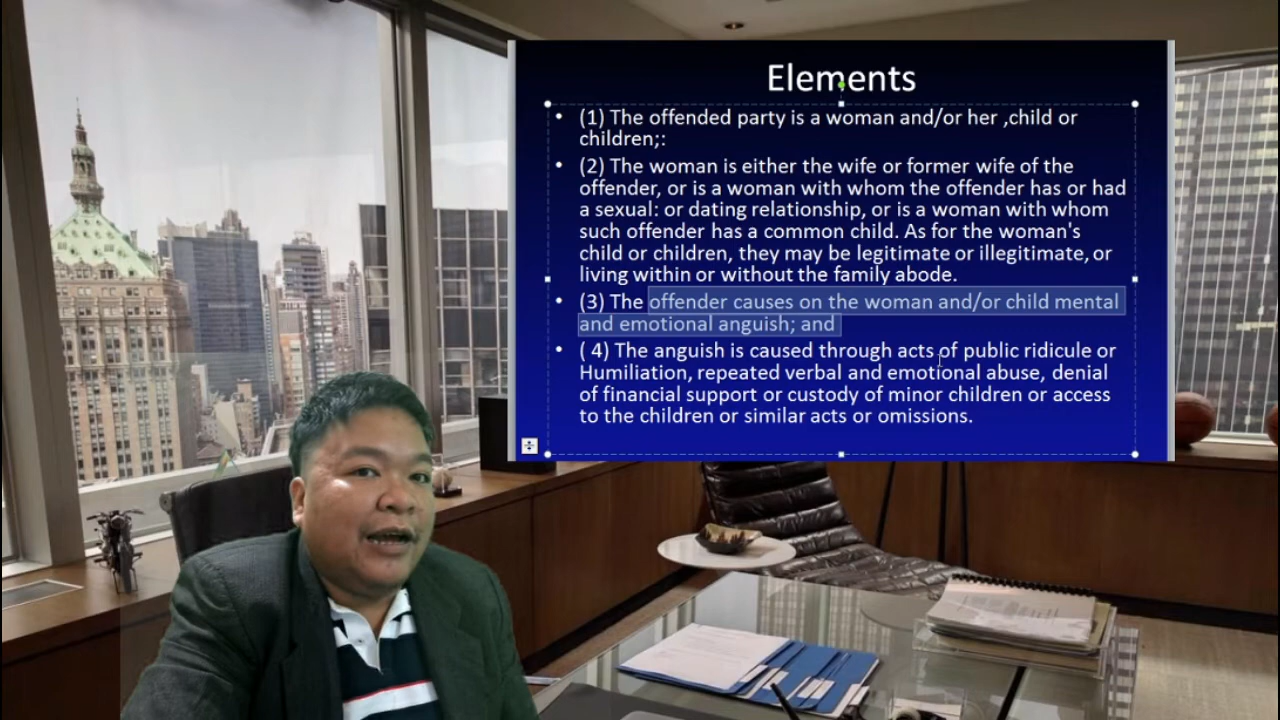 Elements
• (1) The offended party is a woman and/or her ,child or
children;:
• (2) The woman is either the wife or former wife of the
offender, or is a woman with whom the offender has or had
a sexual: or dating relationship, or is a woman with whom
such offender has a common child. As for the woman's
child or children, they may be legitimate or illegitimate, or
living within or without the family abode.
• (3) The offender causes on the woman and/or child mental
and emotional anguish; and
• ( 4) The anguish is caused through acts of public ridicule or
Humiliation, repeated verbal and emotional abuse, denial
of financial support or custody of minor children or access
to the children or similar acts or omissions.